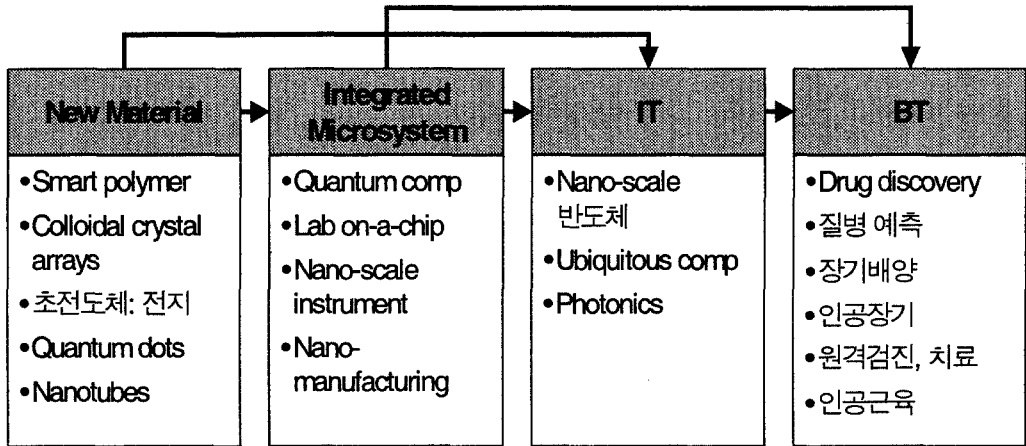 New Material
•Smart polymer
•Colloidal crystal
arrays
•초전도체: 전지
•Quantum dots
•Nanotubes
Integrated
Microsystem
•Quantum comp
•Lab on-a-chip
•Nano-scale
instrument
•Nano-
manufacturing
IT
•Nano-scale
반도체
•Ubiquitous comp
•Photonics
BT
•Drug discovery
•질병 예측
•장기배양
•인공장기
•원격검진, 치료
•인공근육